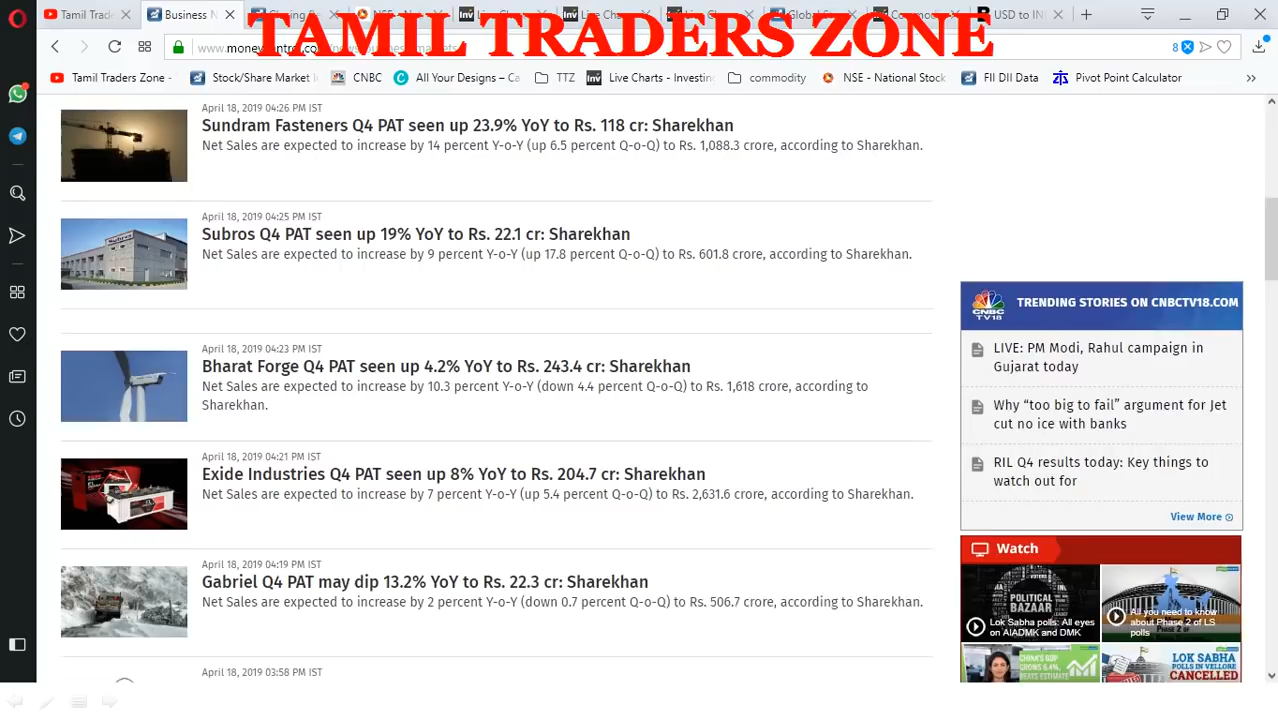 TAMIL TRADERS ZONE
Tamil Trade
Business N
USD to IN
8
Tamil Traders Zone -
Stock/Share Market
CNBC
All Your Designs – Ca
TTZ
Live Charts - Investin
commodity
NSE - National Stock
FII DII Data
Pivot Point Calculator
April 18, 2019 04:26 PM IST
Sundram Fasteners Q4 PAT seen up 23.9% YoY to Rs. 118 cr: Sharekhan
Net Sales are expected to increase by 14 percent Y-o-Y (up 6.5 percent Q-o-Q) to Rs. 1,088.3 crore, according to Sharekhan.
April 18, 2019 04:25 PM IST
Subros Q4 PAT seen up 19% YoY to Rs. 22.1 cr: Sharekhan
Net Sales are expected to increase by 9 percent Y-o-Y (up 17.8 percent Q-o-Q) to Rs. 601.8 crore, according to Sharekhan.
April 18, 2019 04:23 PM IST
Bharat Forge Q4 PAT seen up 4.2% YoY to Rs. 243.4 cr: Sharekhan
Net Sales are expected to increase by 10.3 percent Y-o-Y (down 4.4 percent Q-o-Q) to Rs. 1,618 crore, according to
Sharekhan.
April 18, 2019 04:21 PM IST
Exide Industries Q4 PAT seen up 8% YoY to Rs. 204.7 cr: Sharekhan
Net Sales are expected to increase by 7 percent Y-o-Y (up 5.4 percent Q-o-Q) to Rs. 2,631.6 crore, according to Sharekhan.
April 18, 2019 04:19 PM IST
Gabriel Q4 PAT may dip 13.2% YoY to Rs. 22.3 cr: Sharekhan
Net Sales are expected to increase by 2 percent Y-o-Y (down 0.7 percent Q-o-Q) to Rs. 506.7 crore, according to Sharekhan.
April 18, 2019 03:58 PM IST
TRENDING STORIES ON CNBCTV18.COM
LIVE: PM Modi, Rahul campaign in
Gujarat today
Why “too big to fail” argument for Jet
cut no ice with banks
RIL Q4 results today: Key things to
watch out for
View More
Watch
POLITICAL
BAZAAR
Lok Sabha polls: All eyes
on AIADMK and DMK
All you need to know
about Phase 2 of LS
polls
CHINA'S GDP
GROWS 6.4%,
BEATS ESTIMATE
LOK SABHA
POLLS IN VELLORE
CANCELLED